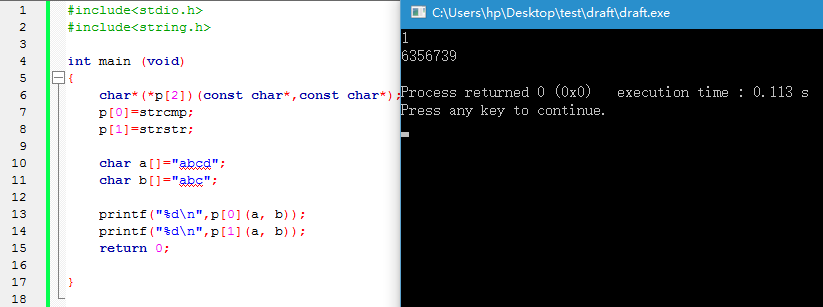 1 #include<stdio.h>
2 #include<string.h>
3
4 int main (void)
5 {
6 char*(*p[2])(const char*,const char*);
7 p[0]=strcmp;
8 p[1]=strstr;
9
10 char a[]="abcd";
11 char b[]="abc";
12
13 printf("%d\n",p[0](a, b));
14 printf("%d\n",p[1](a, b));
15 return 0;
16
17 }
18
C:\Users\hp\Desktop\test\draft\draft.exe
1
6356739
Process returned 0 (0x0) execution time : 0.113 s
Press any key to continue.